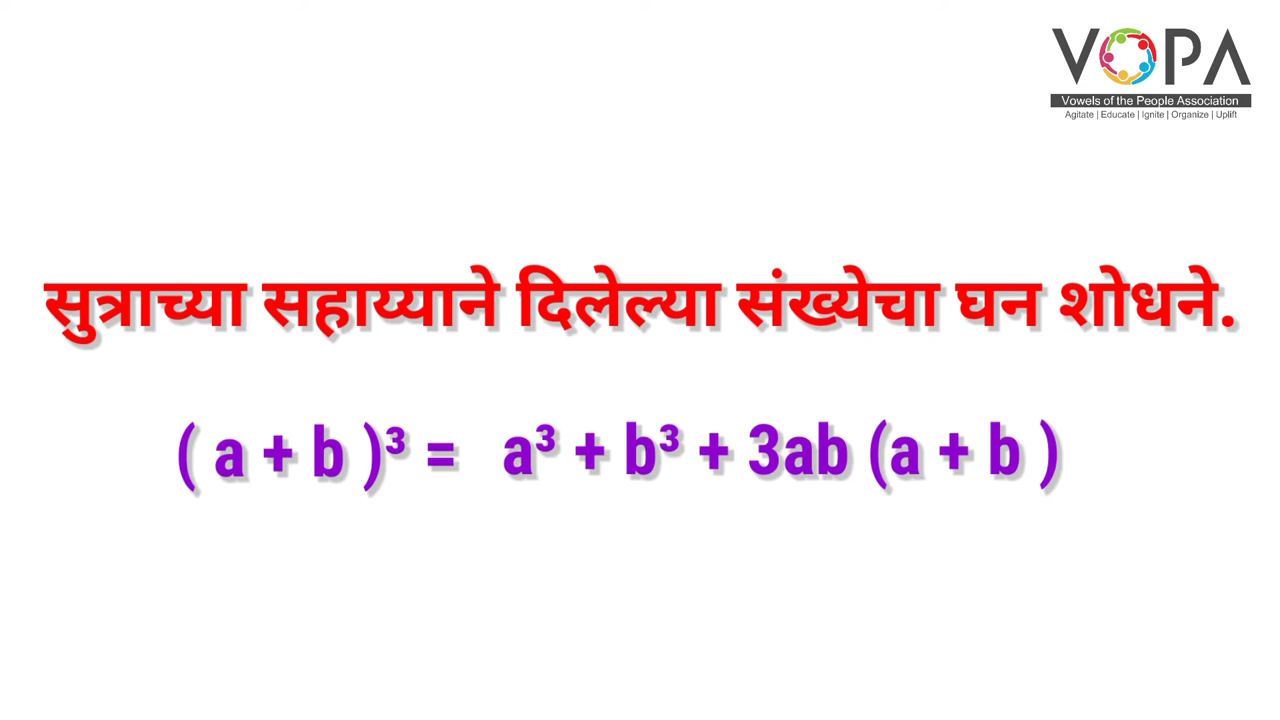 VOPA
Vowels of the People Association
Agitate | Educate | Ignite | Organize | Uplift
सुत्राच्या सहाय्याने दिलेल्या संख्येचा घन शोधने.
( a + b )³ = a³ + b³ + 3ab (a + b )